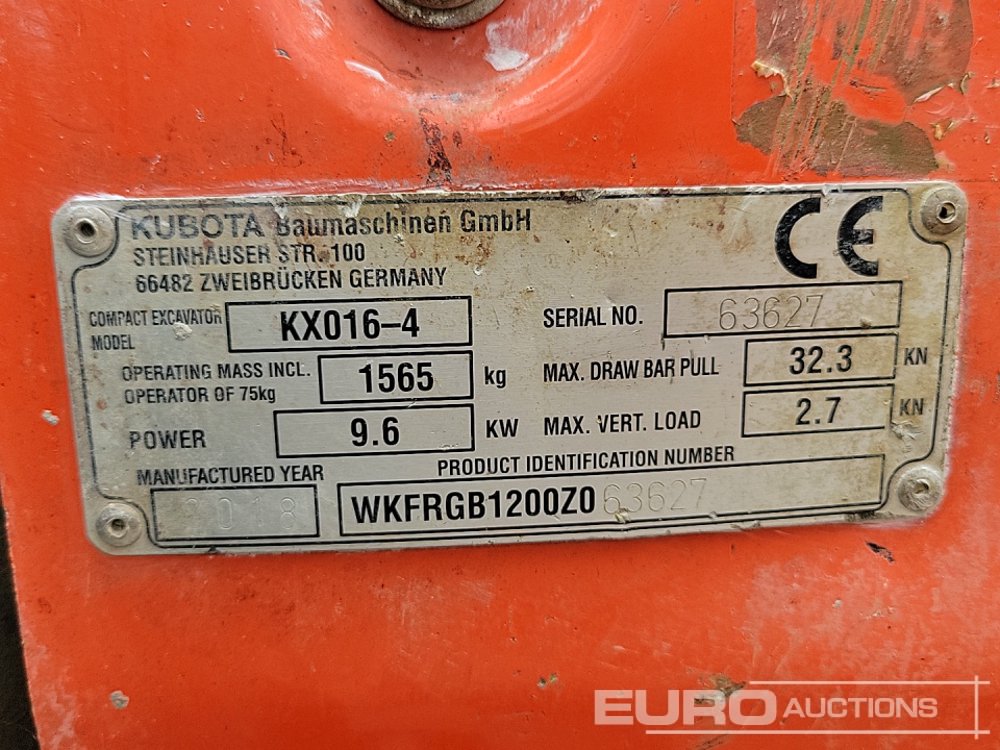 KUBOTA Baumaschinen GmbH
STEINHAUSER STR. 100
66482 ZWEIBRÜCKEN GERMANY
CE
COMPACT EXCAVATOR MODEL KX016-4
SERIAL NO. 63627
OPERATING MASS INCL. OPERATOR OF 75kg 1565 kg
MAX. DRAW BAR PULL 32.3 KN
POWER 9.6 KW
MAX. VERT. LOAD 2.7 KN
MANUFACTURED YEAR 2018
PRODUCT IDENTIFICATION NUMBER
WKFRGB1200Z063627
EURO AUCTIONS